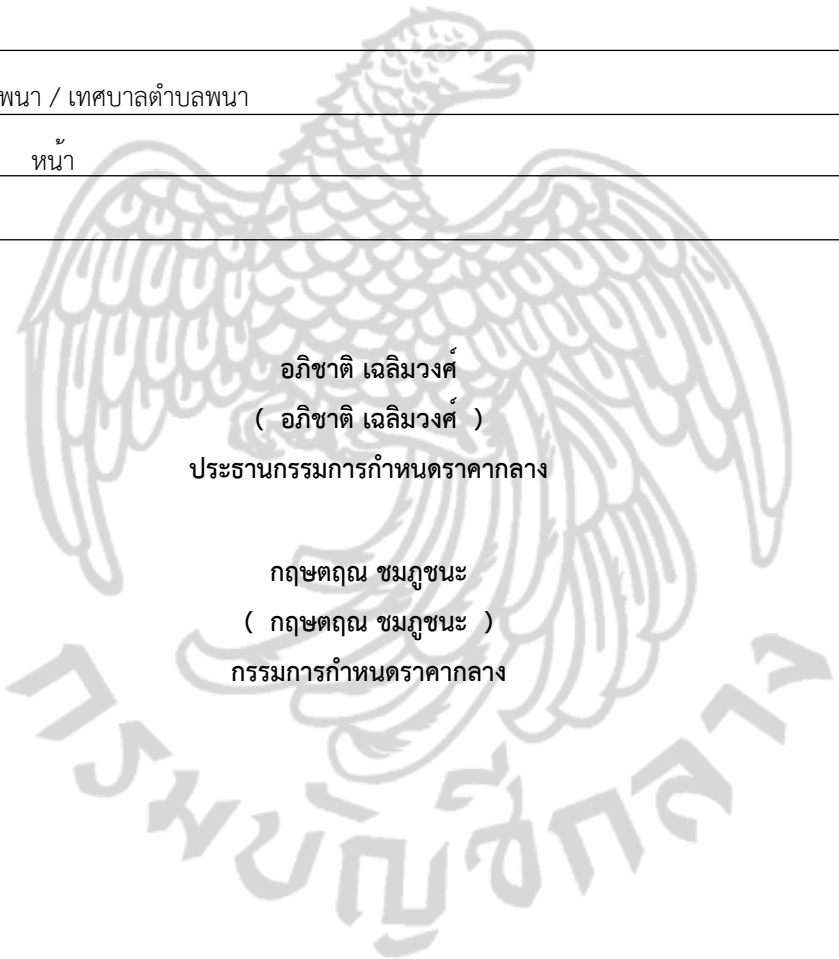 พนา / เทศบาลตำบลพนา
หน้า
อภิชาติ เฉลิมวงศ์
( อภิชาติ เฉลิมวงศ์ )
ประธานกรรมการกำหนดราคากลาง
กฤษตฤณ ชมภูชนะ
( กฤษตฤณ ชมภูชนะ )
กรรมการกำหนดราคากลาง
กรมบัญชีกลาง